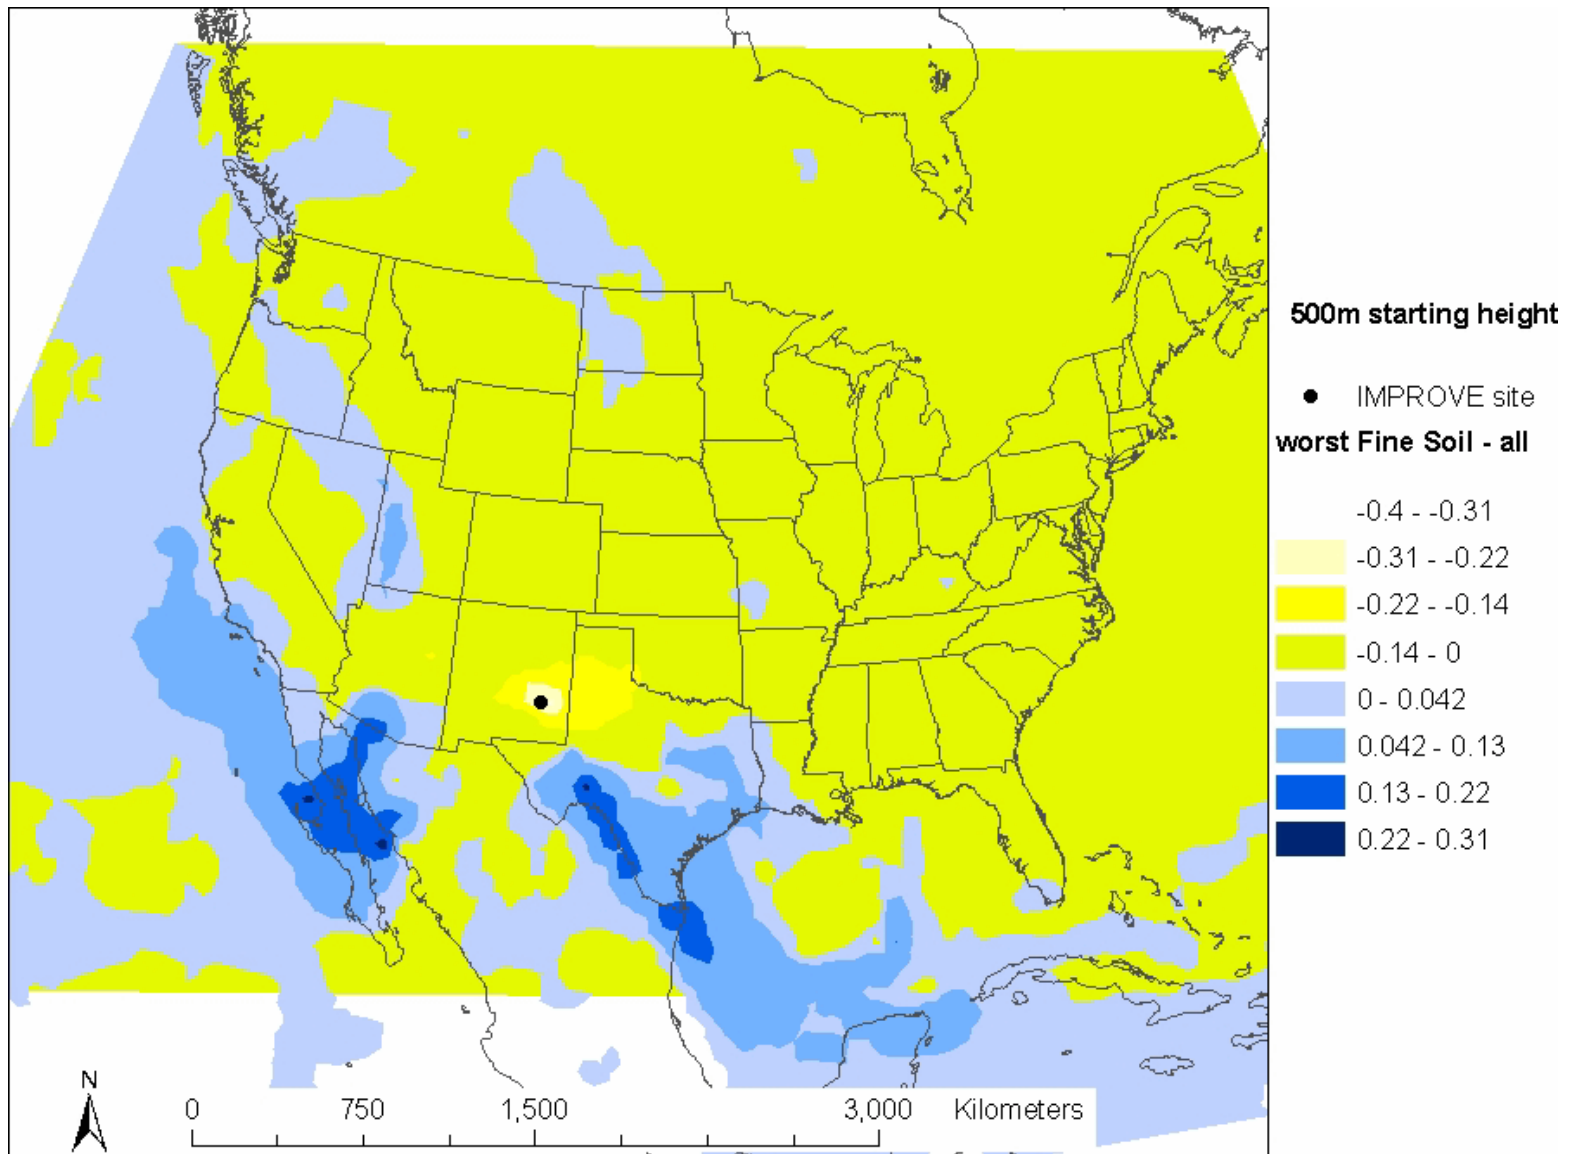 500m starting height
IMPROVE site
worst Fine Soil - all
-0.4 - -0.31
-0.31 - -0.22
-0.22 - -0.14
-0.14 - 0
0 - 0.042
0.042 - 0.13
0.13 - 0.22
0.22 - 0.31
N
0 750 1,500 3,000 Kilometers